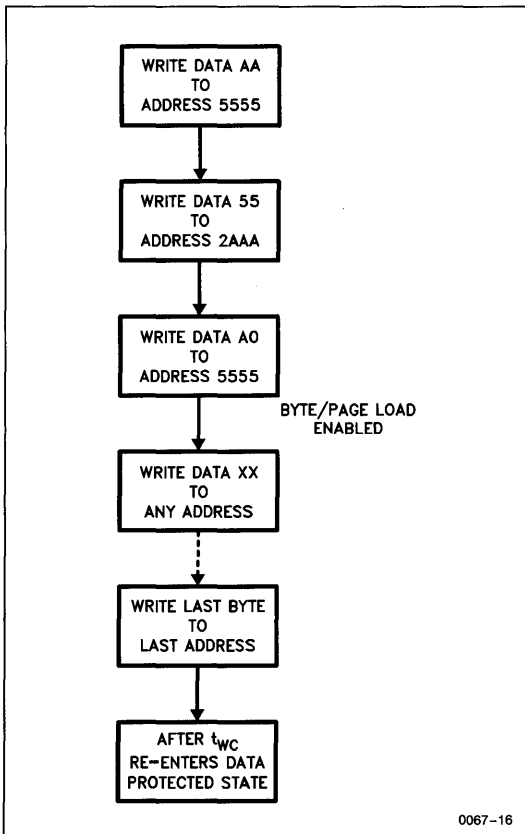 WRITE DATA AA
TO
ADDRESS 5555
WRITE DATA 55
TO
ADDRESS 2AAA
WRITE DATA A0
TO
ADDRESS 5555
BYTE/PAGE LOAD
ENABLED
WRITE DATA XX
TO
ANY ADDRESS
WRITE LAST BYTE
TO
LAST ADDRESS
AFTER tWC
RE-ENTERS DATA
PROTECTED STATE
0067-16